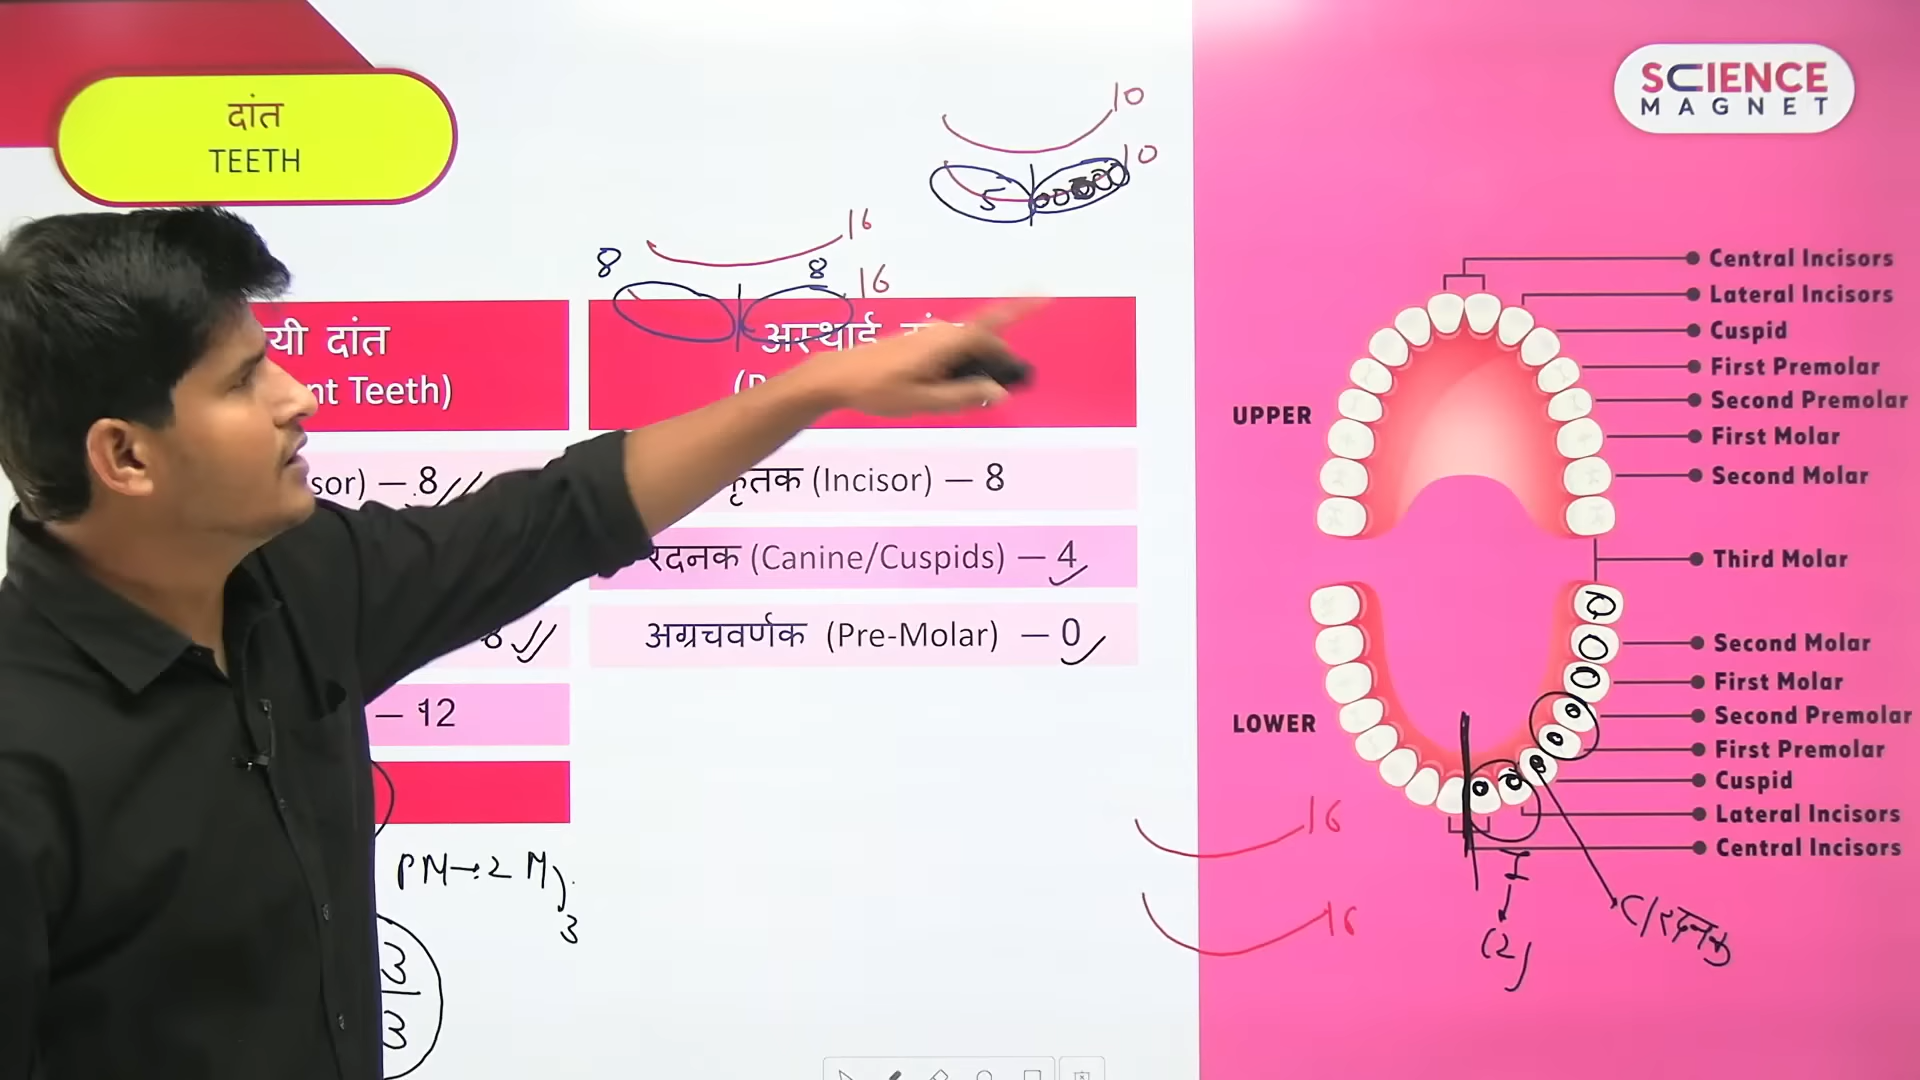 दांत
TEETH
SCIENCE
MAGNET
10
10
5
16
8
8
16
यी दांत
nt Teeth)
अस्थाई
sor) – 8
कृतक (Incisor) – 8
रदनक (Canine/Cuspids) – 4
8
अग्रचवर्णक (Pre-Molar) – 0
– 12
PM→2 M
3
3
3
16
16
UPPER
LOWER
Central Incisors
Lateral Incisors
Cuspid
First Premolar
Second Premolar
First Molar
Second Molar
Third Molar
Second Molar
First Molar
Second Premolar
First Premolar
Cuspid
Lateral Incisors
Central Incisors
I
(2)
C/रदनक